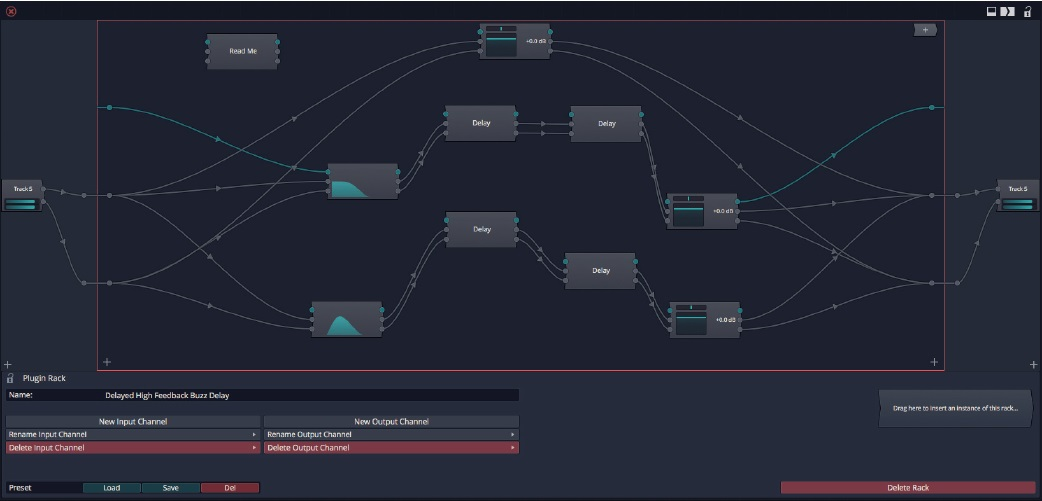 +
+0.0 dB
Read Me
Delay
Delay
Track 5
Track 5
+0.0 dB
Delay
Delay
+0.0 dB
+
+
+
+
Plugin Rack
Name: Delayed High Feedback Buzz Delay
Drag here to insert an instance of this rack...
New Input Channel New Output Channel
Rename Input Channel Rename Output Channel
Delete Input Channel Delete Output Channel
Preset Load Save Del Delete Rack